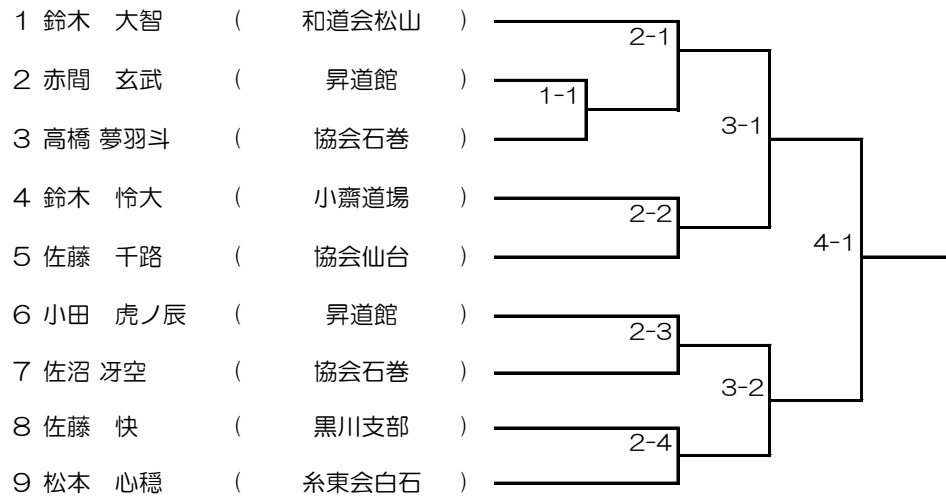 1 鈴木　大智 ( 和道会松山 )
2-1
2 赤間　玄武 ( 昇道館 )
1-1
3 高橋 夢羽斗 ( 協会石巻 )
3-1
4 鈴木　怜大 ( 小齋道場 )
2-2
5 佐藤　千路 ( 協会仙台 )
4-1
6 小田　虎ノ辰 ( 昇道館 )
2-3
7 佐沼 冴空 ( 協会石巻 )
3-2
8 佐藤　快 ( 黒川支部 )
2-4
9 松本　心穏 ( 糸東会白石 )